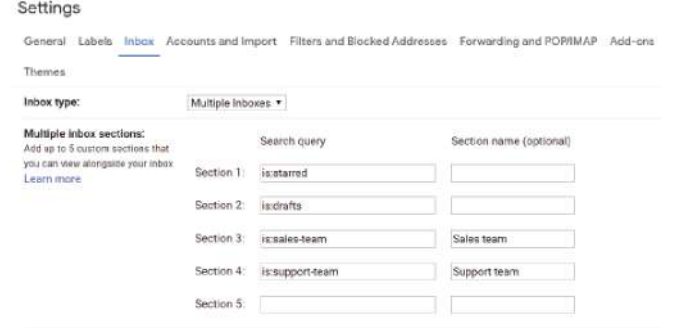 Settings
General Labels Inbox Accounts and Import Filters and Blocked Addresses Forwarding and POP/IMAP Add-ons
Themes
Inbox type: Multiple Inboxes ▼
Multiple inbox sections:
Add up to 5 custom sections that
you can view alongside your inbox
Learn more
Search query Section name (optional)
Section 1: is:starred
Section 2: is:drafts
Section 3: is:sales-team Sales team
Section 4: is:support-team Support team
Section 5: